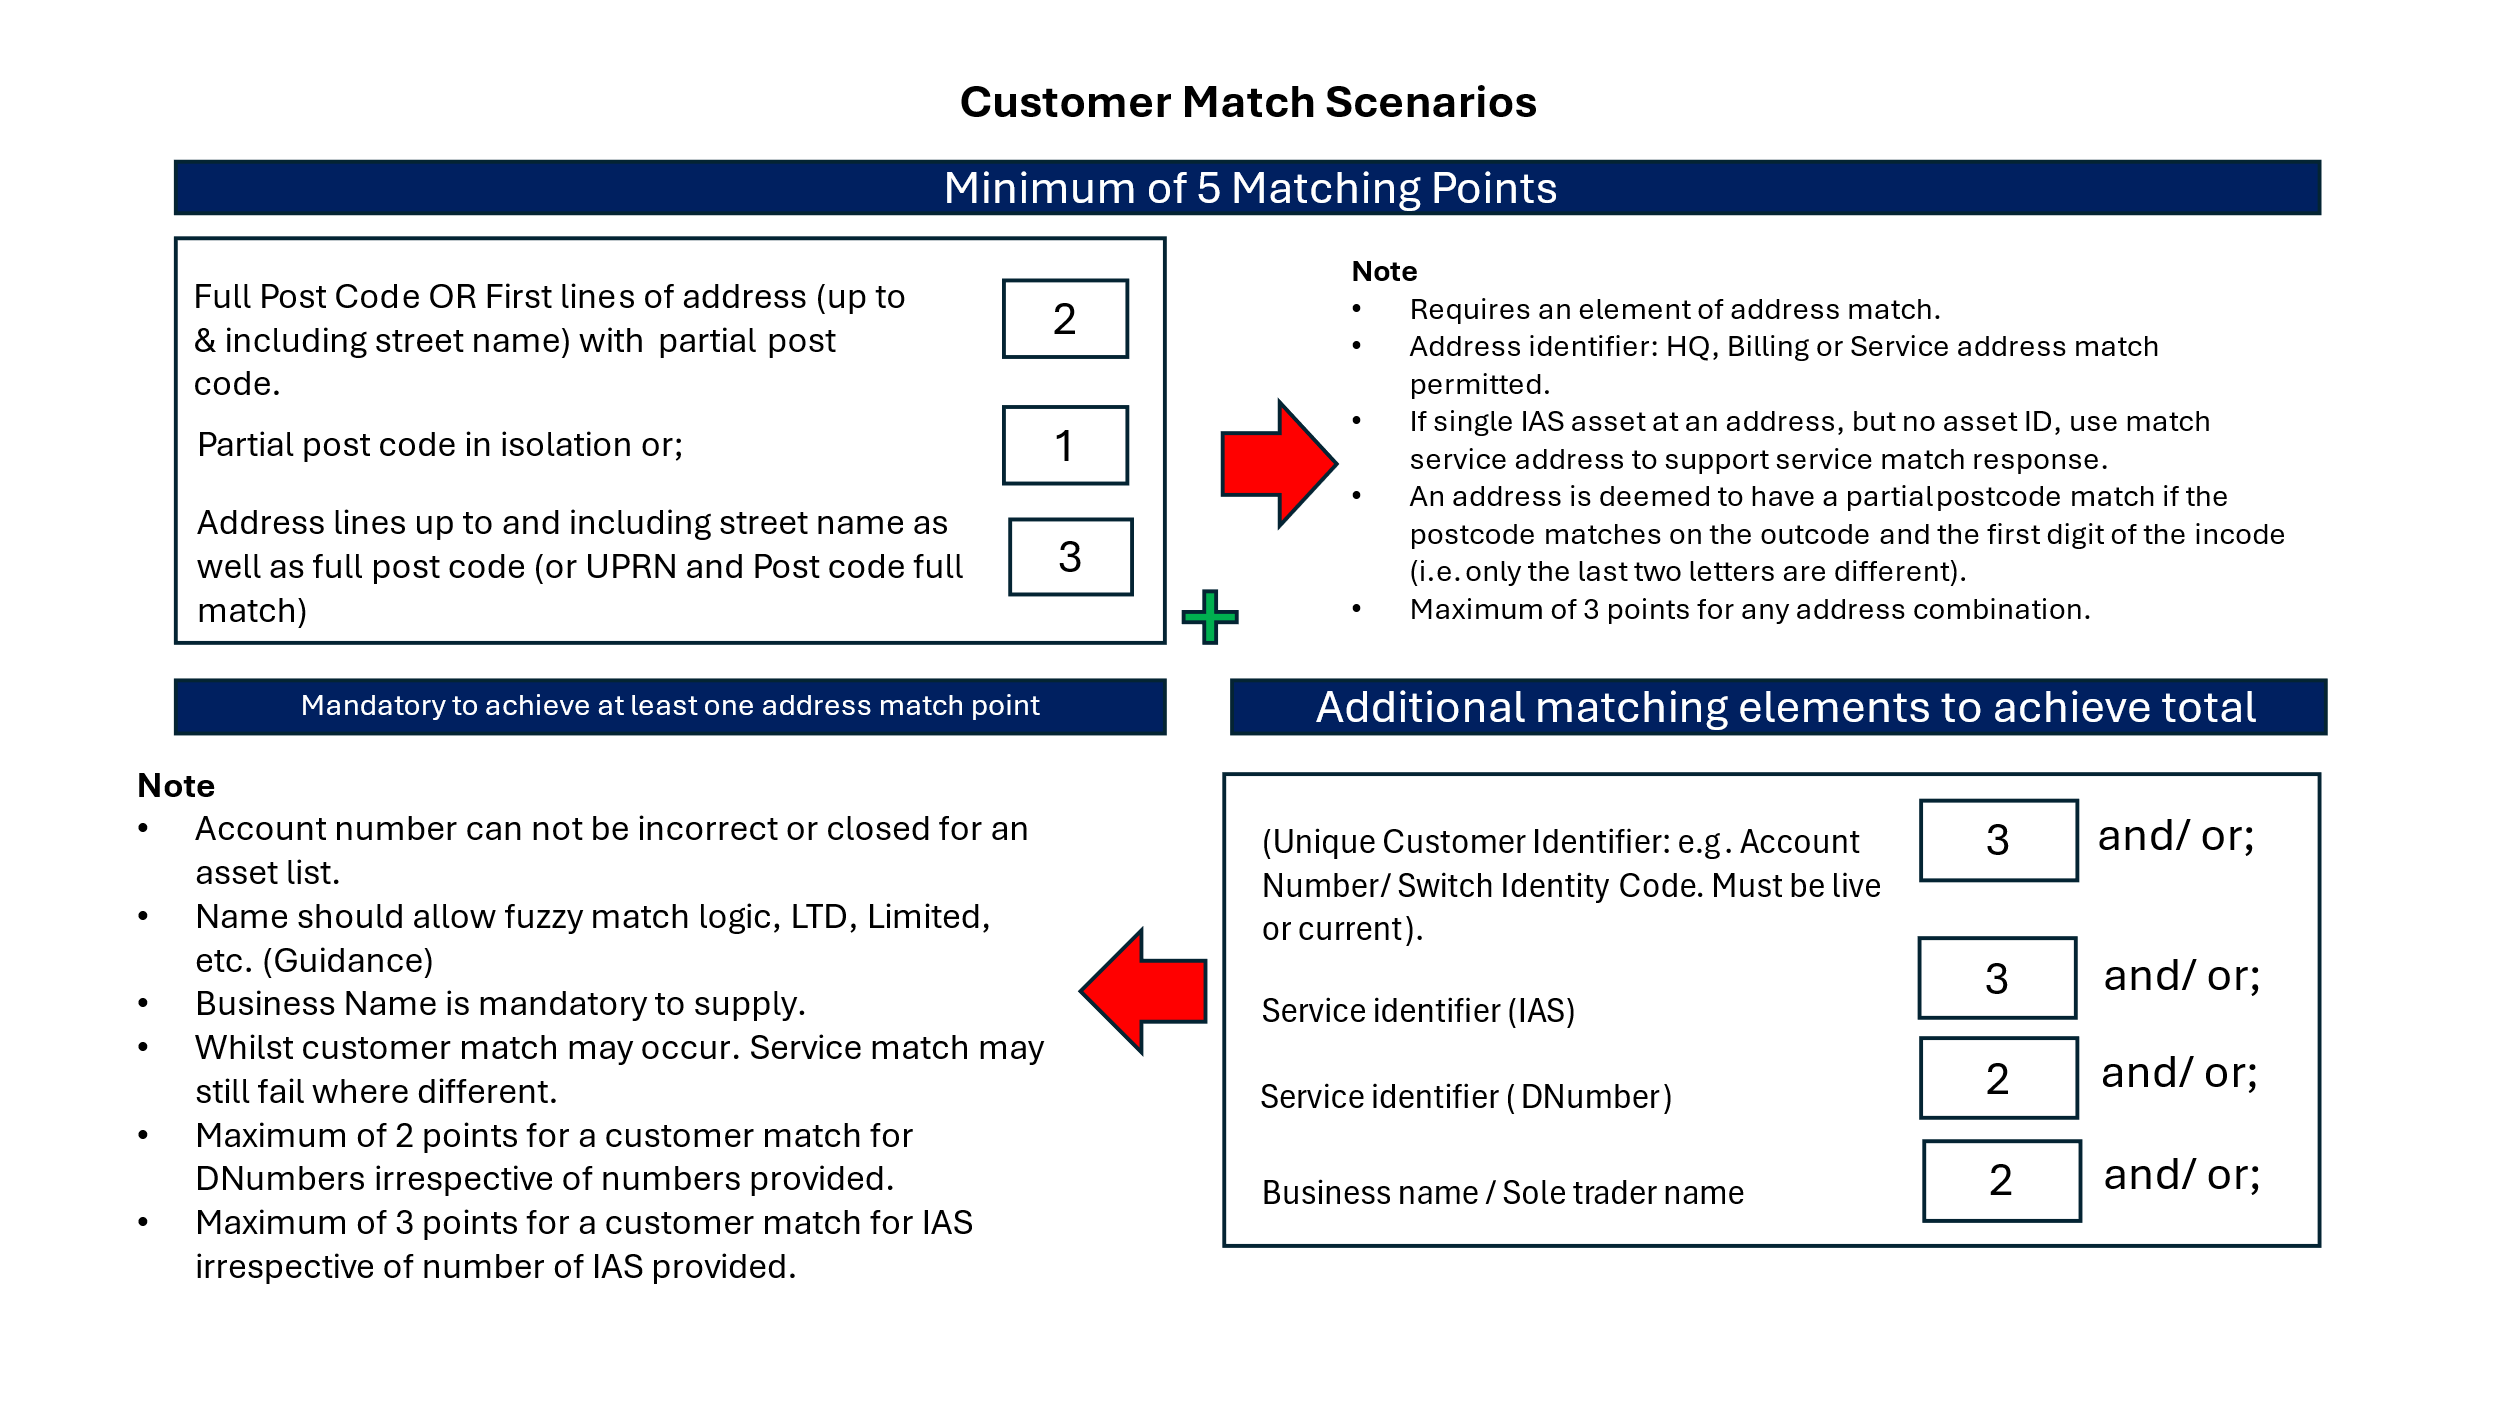 Customer Match Scenarios
Minimum of 5 Matching Points
Full Post Code OR First lines of address (up to
& including street name) with partial post
code.
2
Partial post code in isolation or;
1
Address lines up to and including street name as
well as full post code (or UPRN and Post code full
match)
3
Note
• Requires an element of address match.
• Address identifier: HQ, Billing or Service address match
permitted.
• If single IAS asset at an address, but no asset ID, use match
service address to support service match response.
• An address is deemed to have a partial postcode match if the
postcode matches on the outcode and the first digit of the incode
(i.e. only the last two letters are different).
• Maximum of 3 points for any address combination.
Mandatory to achieve at least one address match point
Additional matching elements to achieve total
Note
• Account number can not be incorrect or closed for an
asset list.
• Name should allow fuzzy match logic, LTD, Limited,
etc. (Guidance)
• Business Name is mandatory to supply.
• Whilst customer match may occur. Service match may
still fail where different.
• Maximum of 2 points for a customer match for
DNumbers irrespective of numbers provided.
• Maximum of 3 points for a customer match for IAS
irrespective of number of IAS provided.
(Unique Customer Identifier: e.g. Account
Number/ Switch Identity Code. Must be live
or current).
3 and/ or;
Service identifier (IAS)
3 and/ or;
Service identifier ( DNumber)
2 and/ or;
Business name / Sole trader name
2 and/ or;